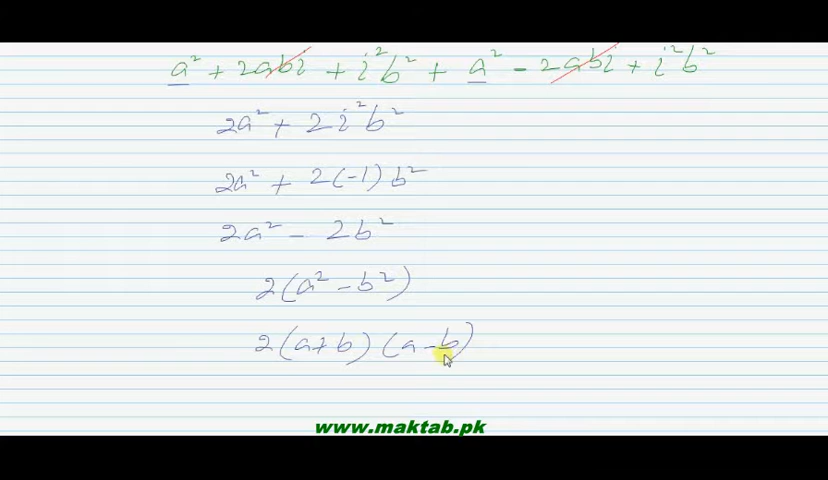 a² + 2abi + i²b² + a² - 2abi + i²b²
2a² + 2i²b²
2a² + 2(-1)b²
2a² - 2b²
2(a² - b²)
2(a+b)(a-b)
www.maktab.pk